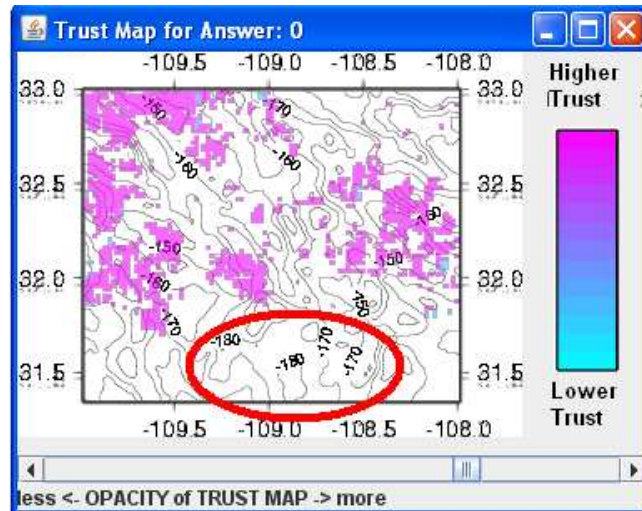 Trust Map for Answer: 0
-109.5 -109.0 -108.5 -108.0
33.0 33.0
32.5 32.5
32.0 32.0
31.5 31.5
-109.5 -109.0 -108.5 -108.0
-150 -170
-160 -160
-150
-150 -150
-160
-170 -150
-180 -180 -170 -170
Higher
Trust
Lower
Trust
less <- OPACITY of TRUST MAP -> more